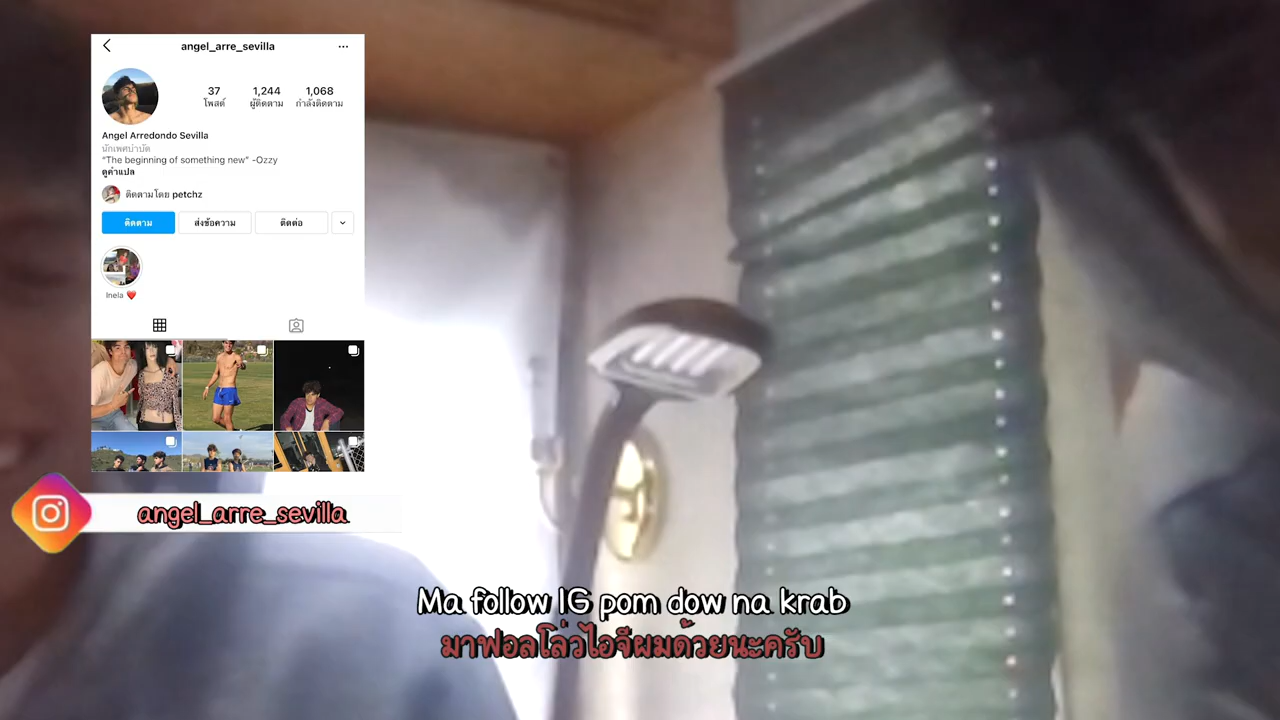 angel_arre_sevilla
37
1,244
1,068
โพสต์
ผู้ติดตาม
กำลังติดตาม
Angel Arredondo Sevilla
นักเพศบำบัด
"The beginning of something new" -Ozzy
ดูคำแปล
ติดตามโดย petchz
ติดตาม
ส่งข้อความ
ติดต่อ
Inela ❤️
angel_arre_sevilla
Ma follow IG pom dow na krab
มาฟอลโล่วไอจีผมด้วยนะครับ